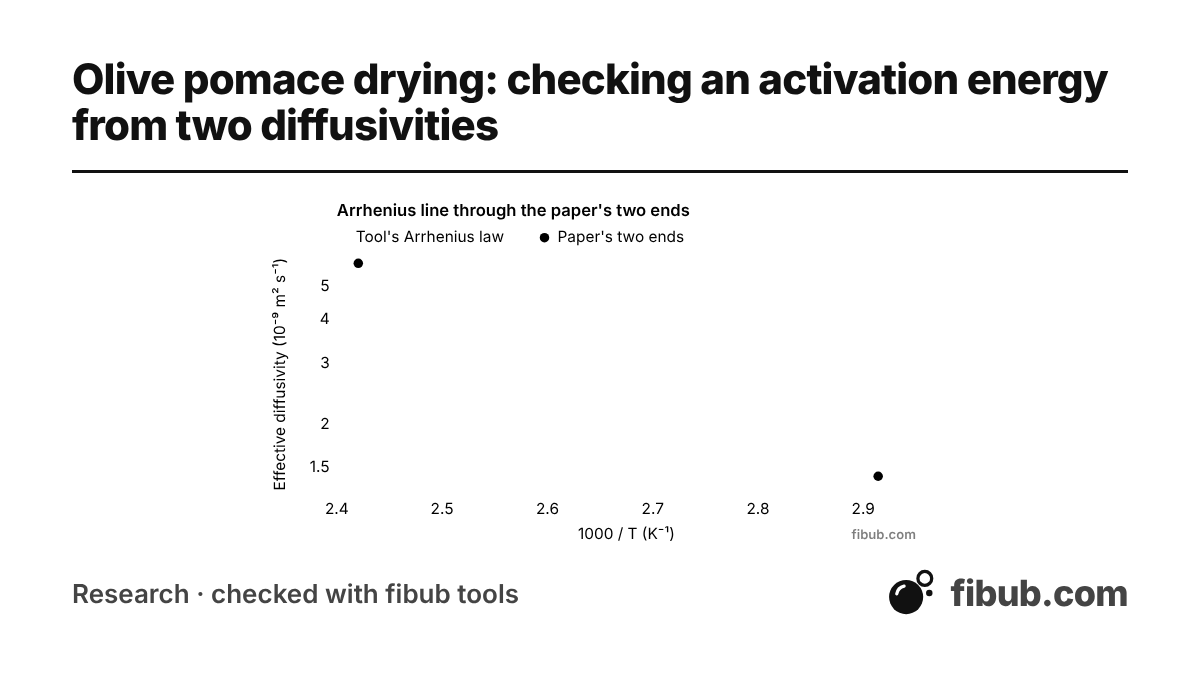 Olive pomace drying: checking an activation energy
from two diffusivities
Arrhenius line through the paper's two ends
Tool's Arrhenius law
Paper's two ends
Effective diffusivity (10⁻⁹ m² s⁻¹)
5
4
3
2
1.5
2.4 2.5 2.6 2.7 2.8 2.9
1000 / T (K⁻¹)
fibub.com
Research · checked with fibub tools
fibub.com